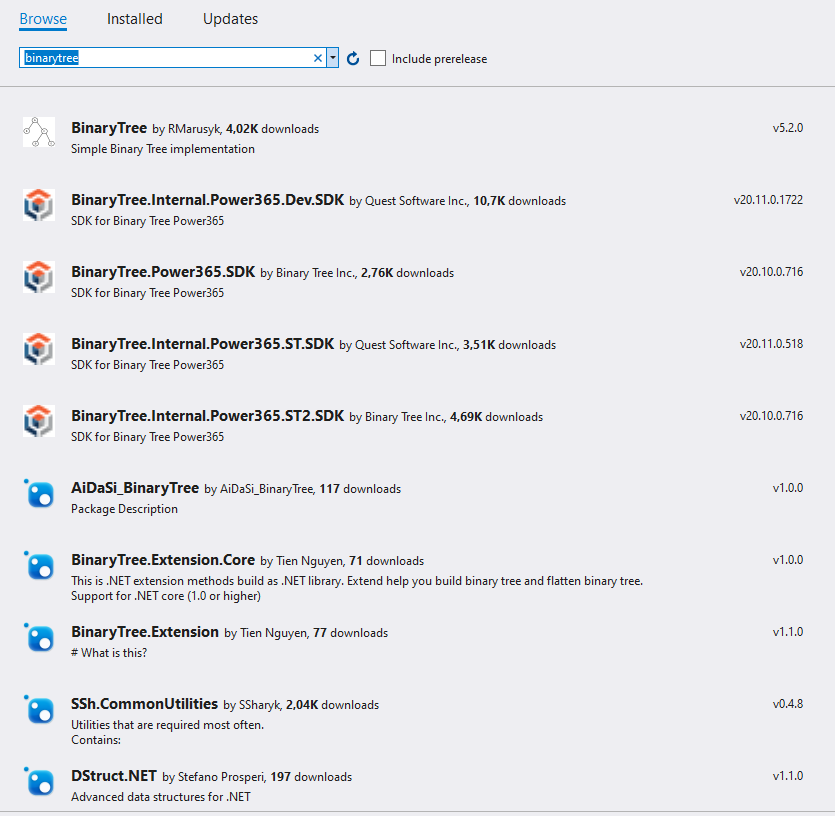 Browse Installed Updates
binarytree Include prerelease
BinaryTree by RMarusyk, 4,02K downloads v5.2.0
Simple Binary Tree implementation
BinaryTree.Internal.Power365.Dev.SDK by Quest Software Inc., 10,7K downloads v20.11.0.1722
SDK for Binary Tree Power365
BinaryTree.Power365.SDK by Binary Tree Inc., 2,76K downloads v20.10.0.716
SDK for Binary Tree Power365
BinaryTree.Internal.Power365.ST.SDK by Quest Software Inc., 3,51K downloads v20.11.0.518
SDK for Binary Tree Power365
BinaryTree.Internal.Power365.ST2.SDK by Binary Tree Inc., 4,69K downloads v20.10.0.716
SDK for Binary Tree Power365
AiDaSi_BinaryTree by AiDaSi_BinaryTree, 117 downloads v1.0.0
Package Description
BinaryTree.Extension.Core by Tien Nguyen, 71 downloads v1.0.0
This is .NET extension methods build as .NET library. Extend help you build binary tree and flatten binary tree.
Support for .NET core (1.0 or higher)
BinaryTree.Extension by Tien Nguyen, 77 downloads v1.1.0
# What is this?
SSh.CommonUtilities by SSharyk, 2,04K downloads v0.4.8
Utilities that are required most often.
Contains:
DStruct.NET by Stefano Prosperi, 197 downloads v1.1.0
Advanced data structures for .NET